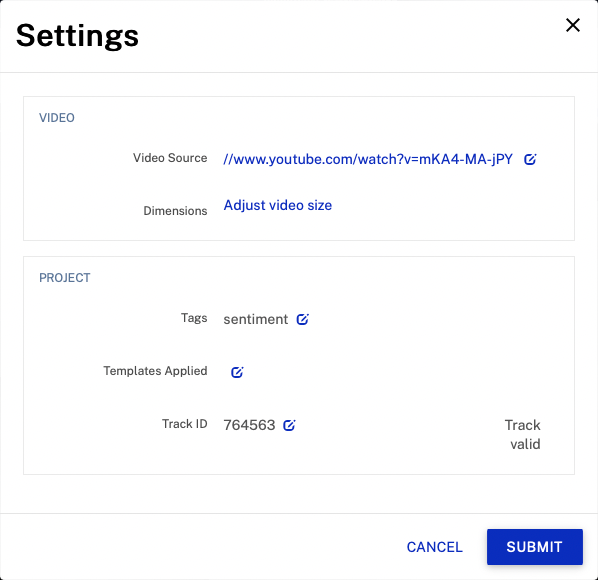 Settings
VIDEO
Video Source //www.youtube.com/watch?v=mKA4-MA-jPY
Dimensions Adjust video size
PROJECT
Tags sentiment
Templates Applied
Track ID 764563 Track
valid
CANCEL SUBMIT